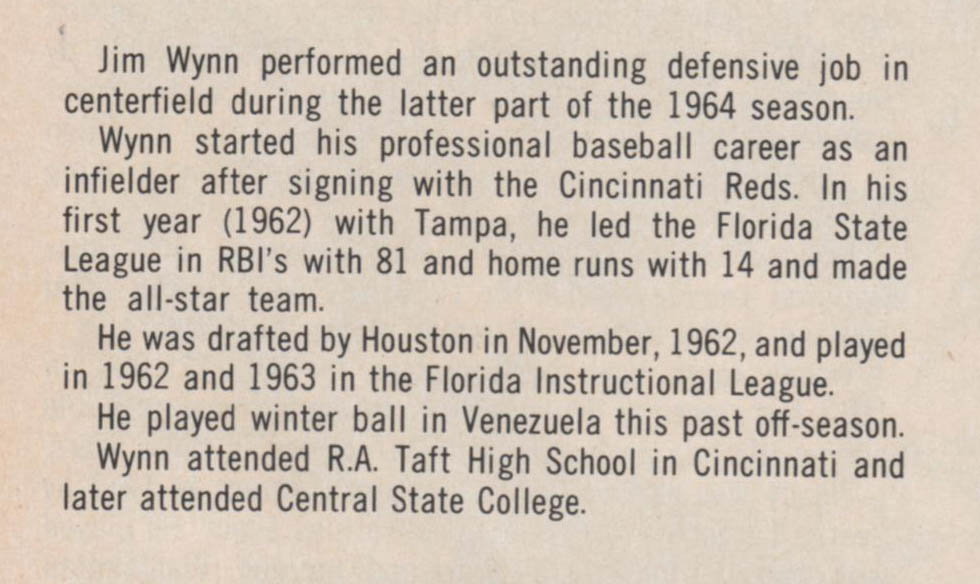 Jim Wynn performed an outstanding defensive job in
centerfield during the latter part of the 1964 season.
Wynn started his professional baseball career as an
infielder after signing with the Cincinnati Reds. In his
first year (1962) with Tampa, he led the Florida State
League in RBI's with 81 and home runs with 14 and made
the all-star team.
He was drafted by Houston in November, 1962, and played
in 1962 and 1963 in the Florida Instructional League.
He played winter ball in Venezuela this past off-season.
Wynn attended R.A. Taft High School in Cincinnati and
later attended Central State College.